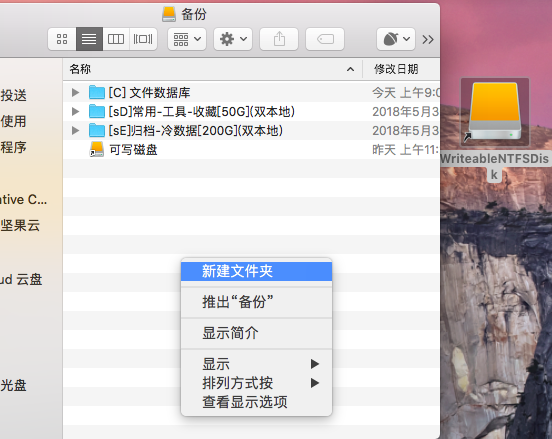 备份
名称
修改日期
[C] 文件数据库
今天 上午9:0
投送
[sD]常用-工具-收藏[50G](双本地)
2018年5月3
使用
[sE]归档-冷数据[200G](双本地)
2018年5月3
程序
可写磁盘
昨天 上午11:
WriteableNTFSDis
k
ative C...
坚果云
ud 云盘
光盘
新建文件夹
推出“备份”
显示简介
显示
排列方式按
查看显示选项